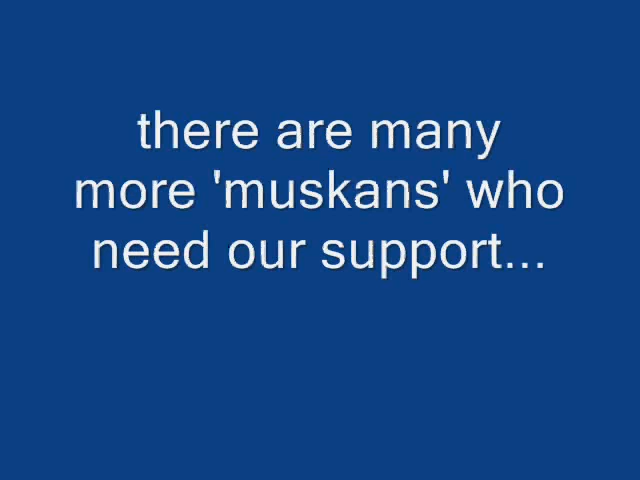 there are many
more 'muskans' who
need our support...